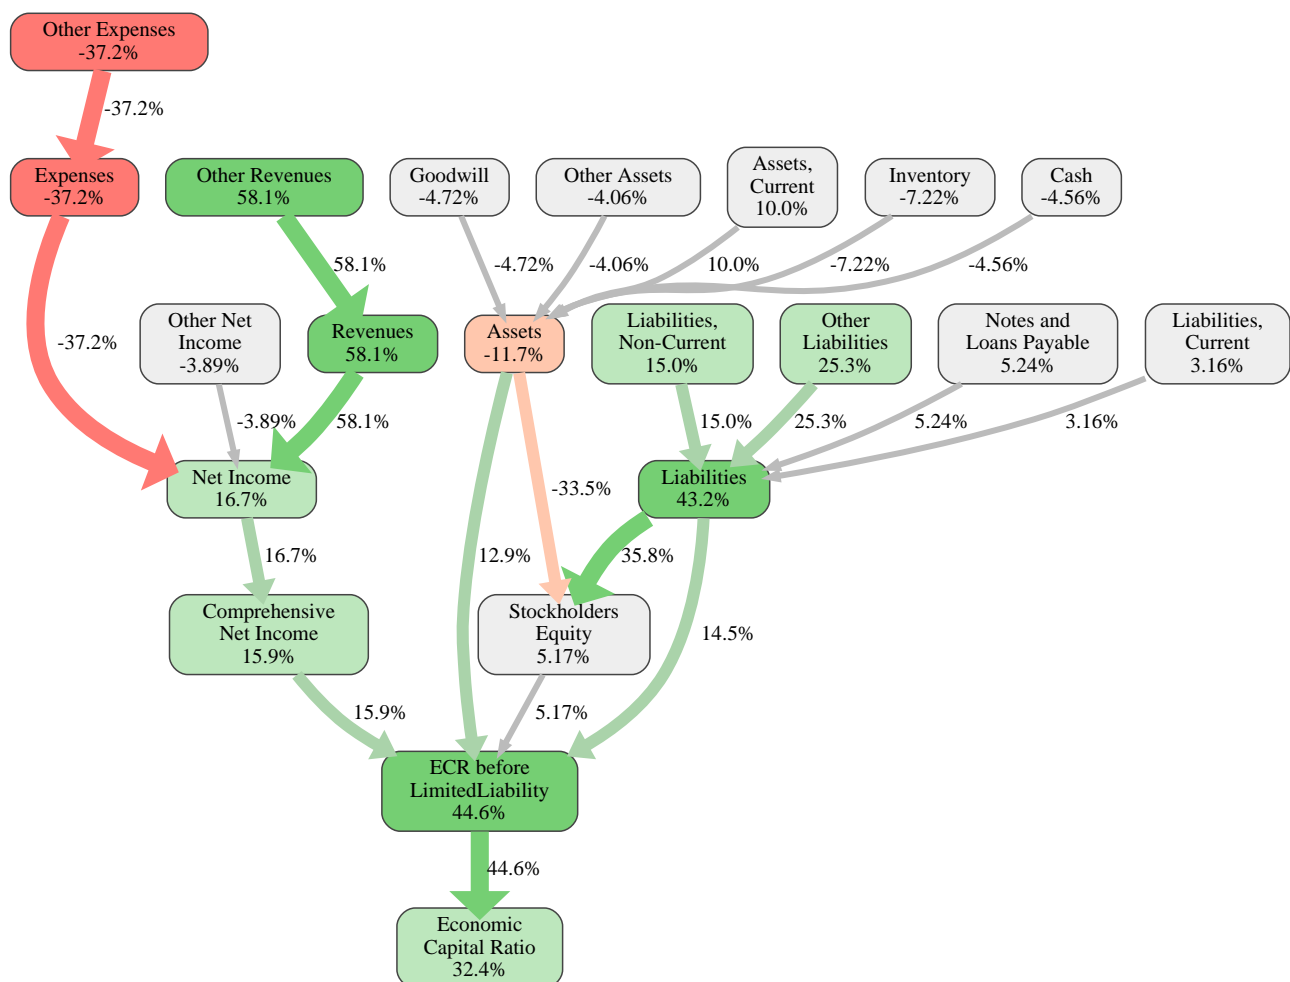 Other Expenses
-37.2%
-37.2%
Expenses
-37.2%
Other Revenues
58.1%
Goodwill
-4.72%
Other Assets
-4.06%
Assets,
Current
10.0%
Inventory
-7.22%
Cash
-4.56%
58.1%
-4.72%
-4.06%
10.0%
-7.22%
-4.56%
Other Net
Income
-3.89%
Revenues
58.1%
Assets
-11.7%
Liabilities,
Non-Current
15.0%
Other
Liabilities
25.3%
Notes and
Loans Payable
5.24%
Liabilities,
Current
3.16%
-37.2%
-3.89%
58.1%
15.0%
25.3%
5.24%
3.16%
Net Income
16.7%
Liabilities
43.2%
-33.5%
16.7%
12.9%
35.8%
Comprehensive
Net Income
15.9%
Stockholders
Equity
5.17%
14.5%
15.9%
5.17%
ECR before
LimitedLiability
44.6%
44.6%
Economic
Capital Ratio
32.4%